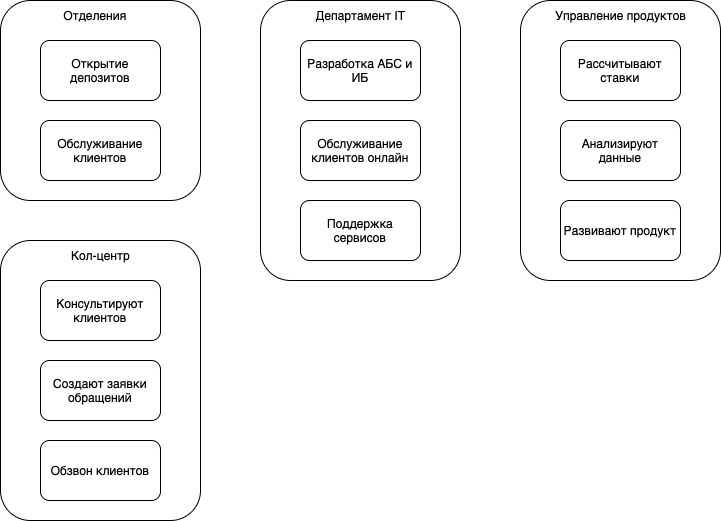 Отделения
Открытие
депозитов
Обслуживание
клиентов
Департамент IT
Разработка АБС и
ИБ
Обслуживание
клиентов онлайн
Поддержка
сервисов
Управление продуктов
Рассчитывают
ставки
Анализируют
данные
Развивают продукт
Кол-центр
Консультируют
клиентов
Создают заявки
обращений
Обзвон клиентов